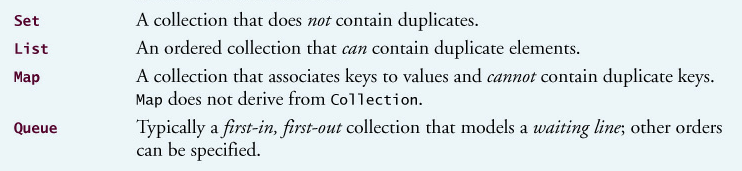 Set A collection that does not contain duplicates.
List An ordered collection that can contain duplicate elements.
Map A collection that associates keys to values and cannot contain duplicate keys.
Map does not derive from Collection.
Queue Typically a first-in, first-out collection that models a waiting line; other orders
can be specified.